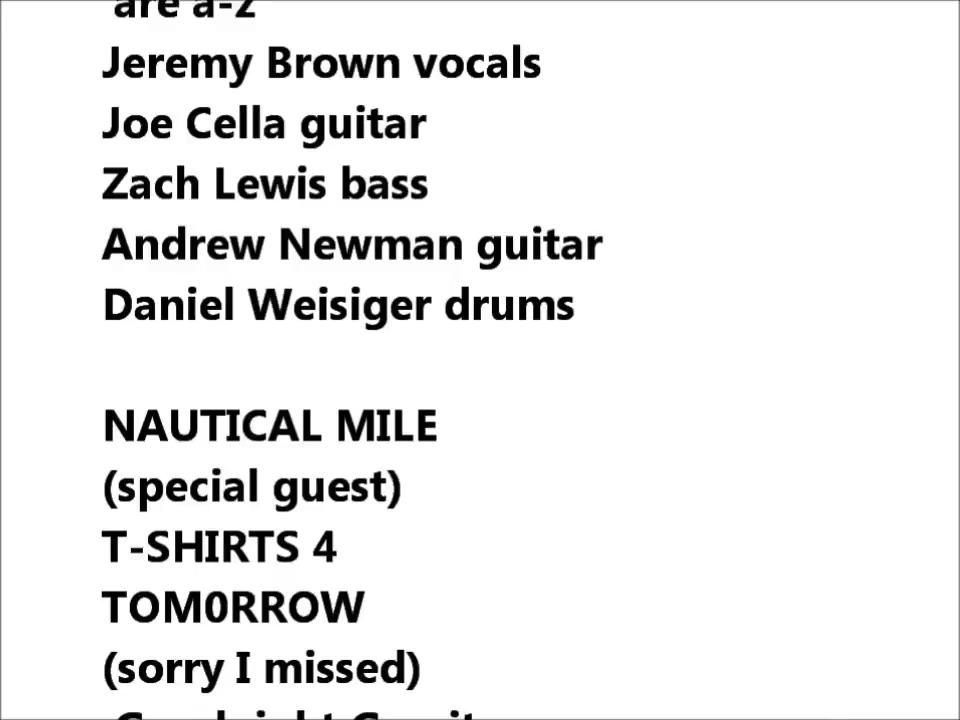 are a-z
Jeremy Brown vocals
Joe Cella guitar
Zach Lewis bass
Andrew Newman guitar
Daniel Weisiger drums
NAUTICAL MILE
(special guest)
T-SHIRTS 4
TOM0RROW
(sorry I missed)